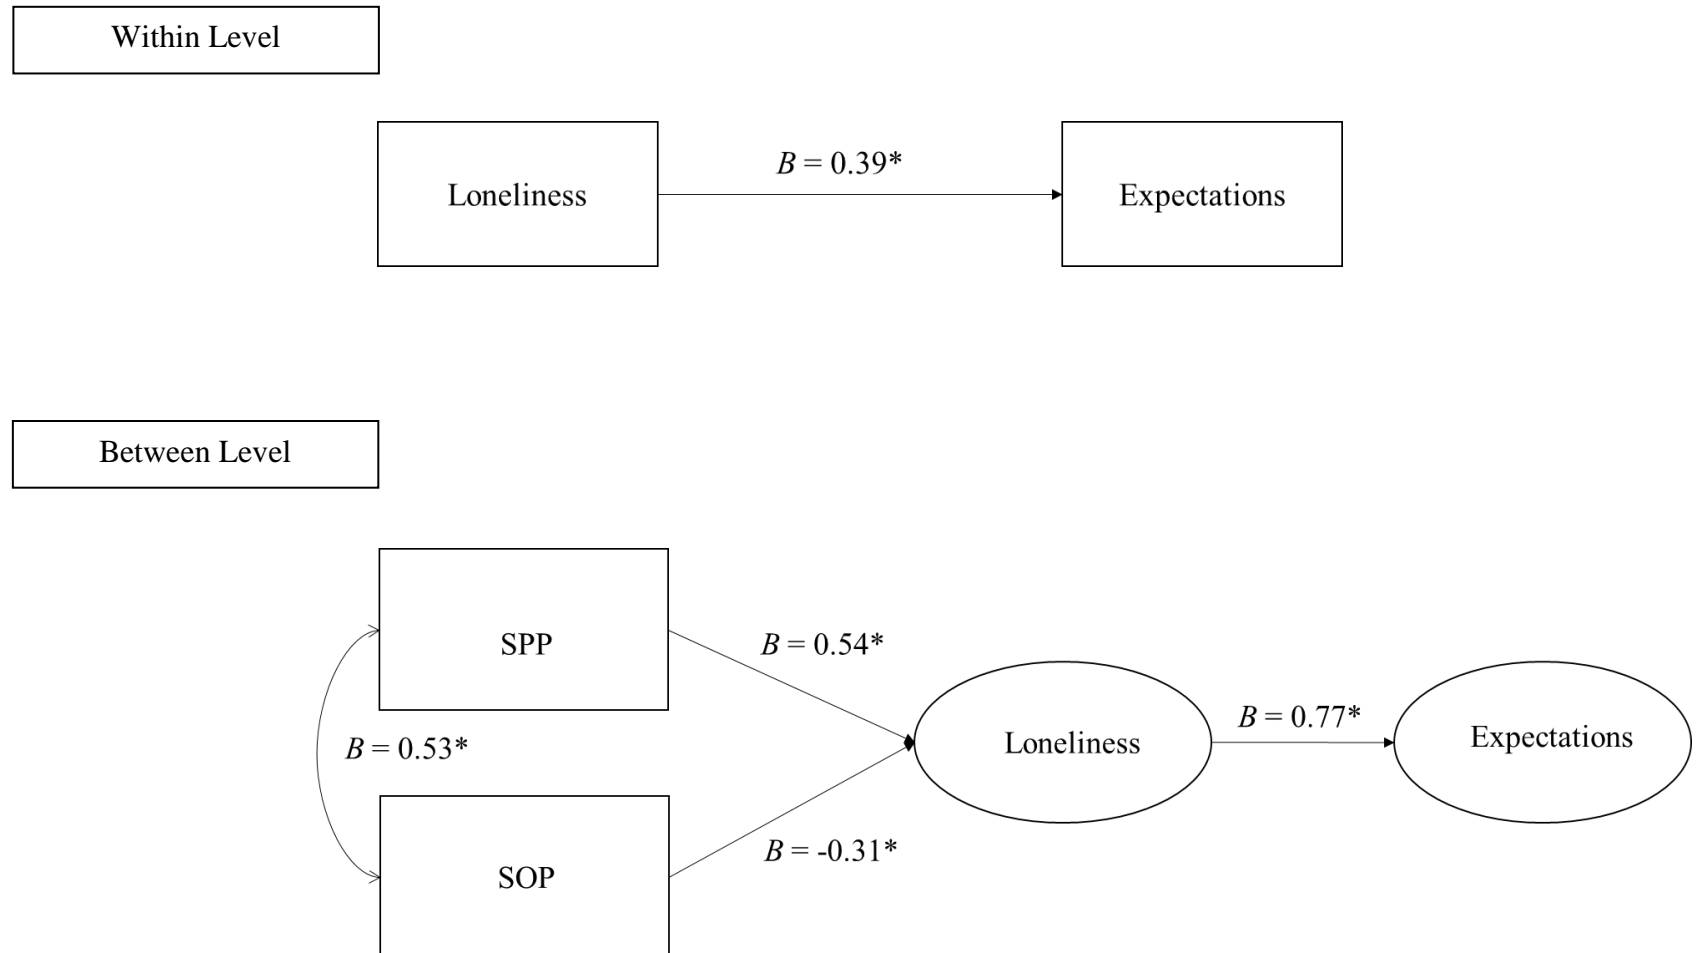 Within Level
B = 0.39*
Loneliness
Expectations
Between Level
SPP
B = 0.54*
B = 0.53*
Loneliness
B = 0.77*
Expectations
SOP
B = -0.31*